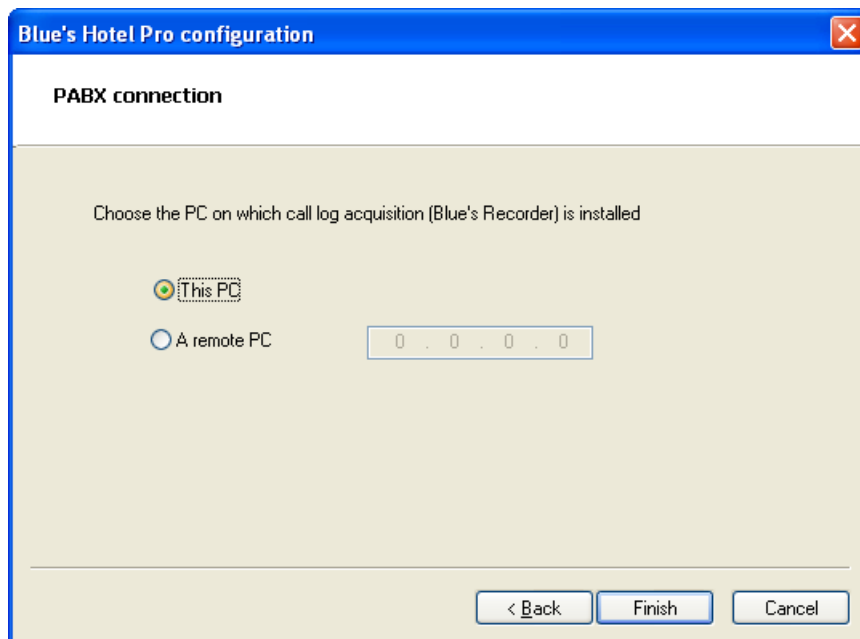 Blue's Hotel Pro configuration
PABX connection
Choose the PC on which call log acquisition (Blue's Recorder) is installed
This PC
A remote PC 0 . 0 . 0 . 0
< Back Finish Cancel